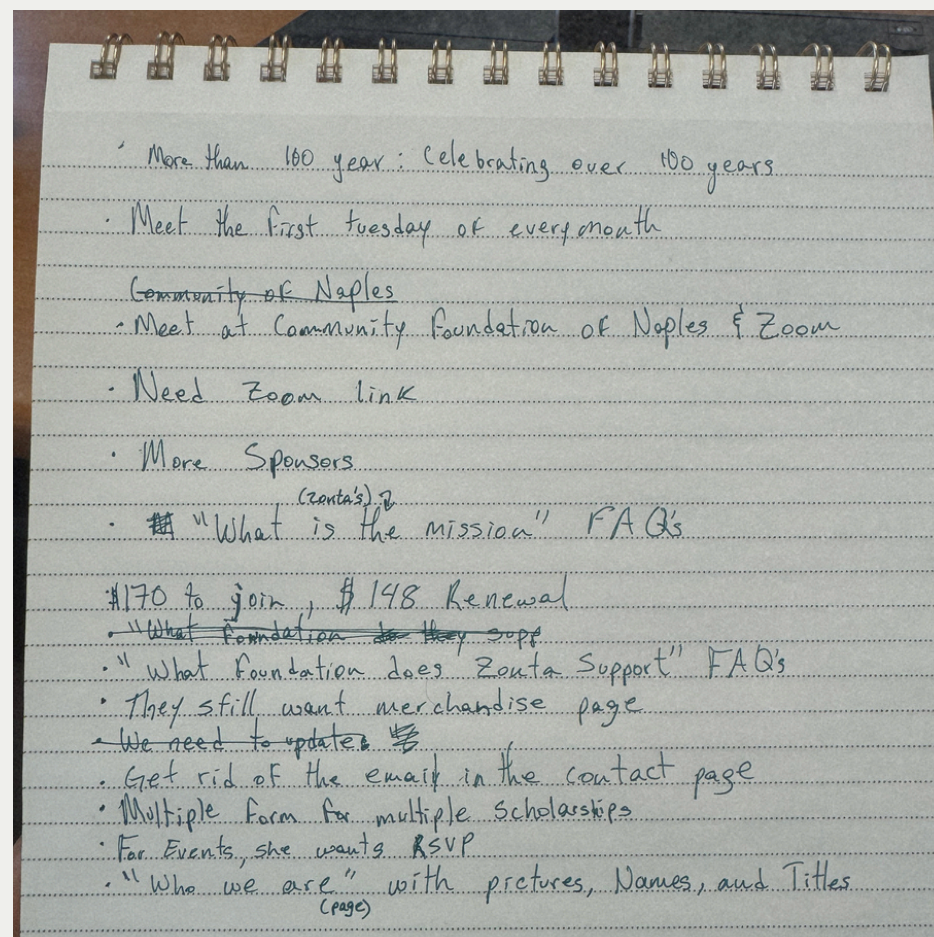 · More than 100 year: Celebrating over 100 years
· Meet the first tuesday of every month
Community of Naples
· Meet at Community Foundation of Naples & Zoom
· Need Zoom link
· More Sponsors
(Zonta's)
· "What is the mission" FAQ's
$170 to join, $148 Renewal
· "What foundation do they supp
· "What foundation does Zonta Support" FAQ's
· They still want merchandise page
· We need to update
· Get rid of the email in the contact page
· Multiple form for multiple Scholarships
· For Events, she wants RSVP
· "Who we are" with pictures, Names, and Titles
(page)